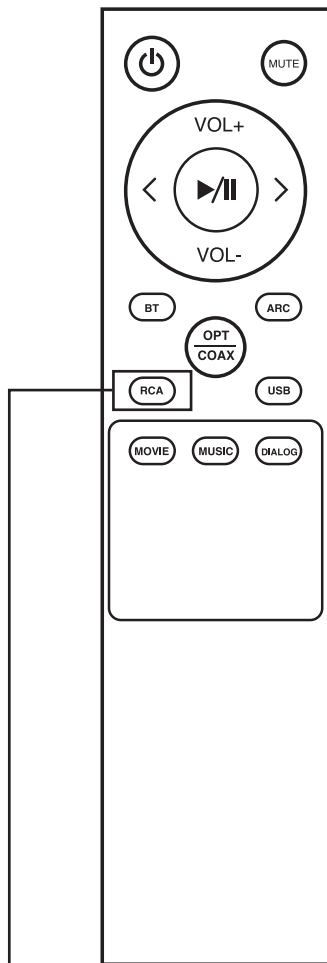 MUTE
VOL+
VOL-
BT
ARC
OPT
COAX
RCA
USB
MOVIE MUSIC DIALOG